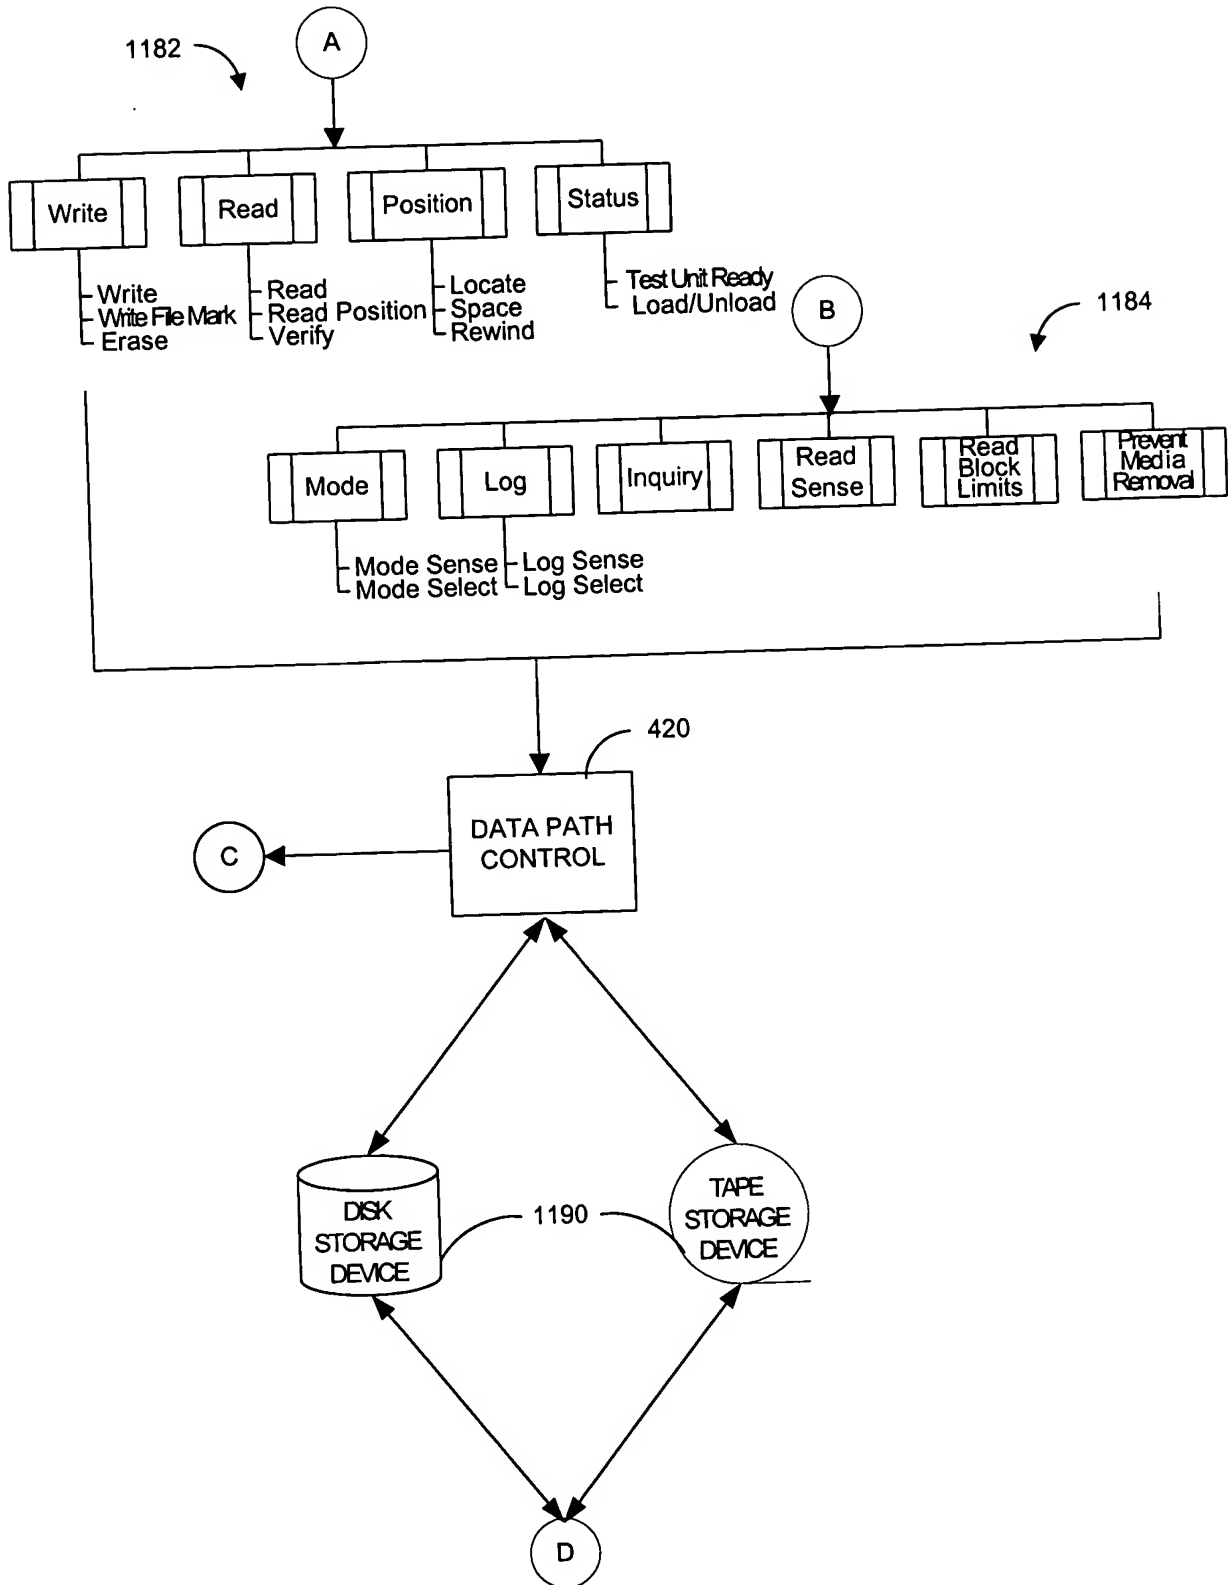 1182
A
Write
Read
Position
Status
Write
Write File Mark
Erase
Read
Read Position
Verify
Locate
Space
Rewind
Test Unit Ready
Load/Unload
B
1184
Mode
Log
Inquiry
Read
Sense
Read
Block
Limits
Prevent
Media
Removal
Mode Sense
Mode Select
Log Sense
Log Select
420
DATA PATH
CONTROL
C
DISK
STORAGE
DEVICE
1190
TAPE
STORAGE
DEVICE
D